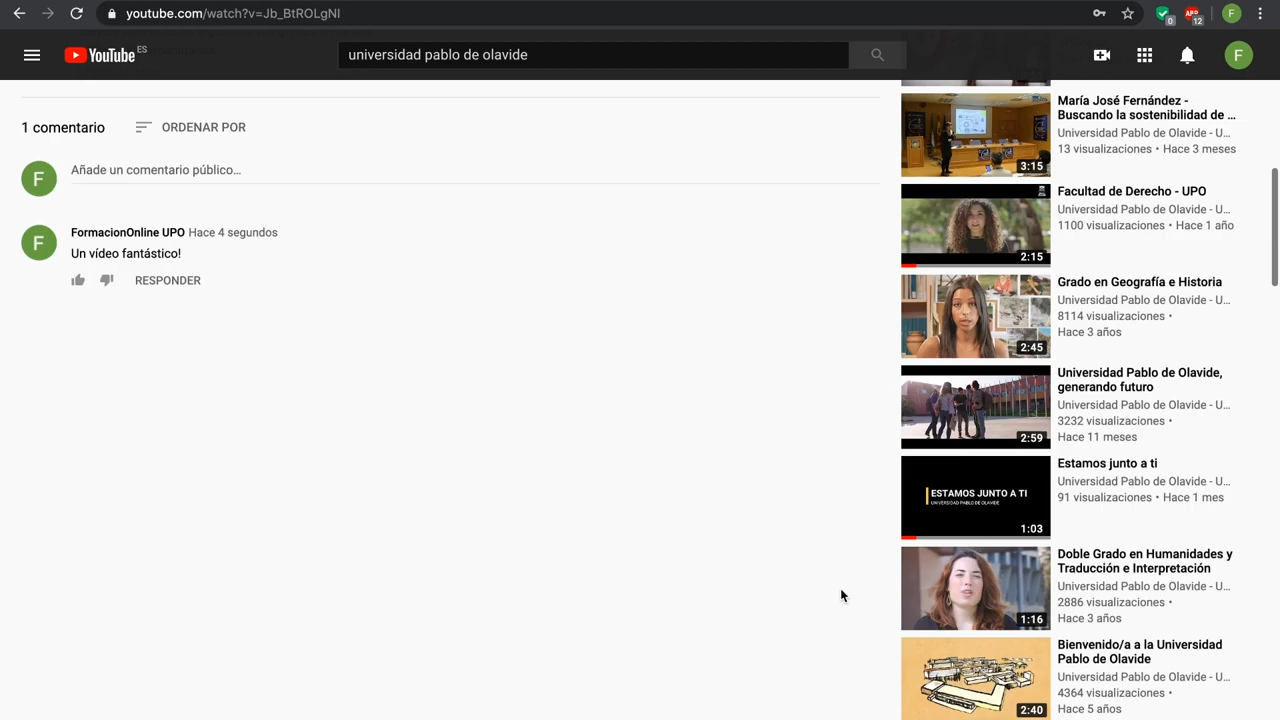 youtube.com/watch?v=Jb_BtROLgNI
0
12
F
YouTube ES
universidad pablo de olavide
F
1 comentario
ORDENAR POR
F
Añade un comentario público...
F
FormacionOnline UPO Hace 4 segundos
Un vídeo fantástico!
RESPONDER
3:15
María José Fernández -
Buscando la sostenibilidad de ...
Universidad Pablo de Olavide - U...
13 visualizaciones • Hace 3 meses
2:15
Facultad de Derecho - UPO
Universidad Pablo de Olavide - U...
1100 visualizaciones • Hace 1 año
2:45
Grado en Geografía e Historia
Universidad Pablo de Olavide - U...
8114 visualizaciones •
Hace 3 años
2:59
Universidad Pablo de Olavide,
generando futuro
Universidad Pablo de Olavide - U...
3232 visualizaciones •
Hace 11 meses
ESTAMOS JUNTO A TI
UNIVERSIDAD PABLO DE OLAVIDE
1:03
Estamos junto a ti
Universidad Pablo de Olavide - U...
91 visualizaciones • Hace 1 mes
1:16
Doble Grado en Humanidades y
Traducción e Interpretación
Universidad Pablo de Olavide - U...
2886 visualizaciones •
Hace 3 años
2:40
Bienvenido/a a la Universidad
Pablo de Olavide
Universidad Pablo de Olavide - U...
4364 visualizaciones •
Hace 5 años